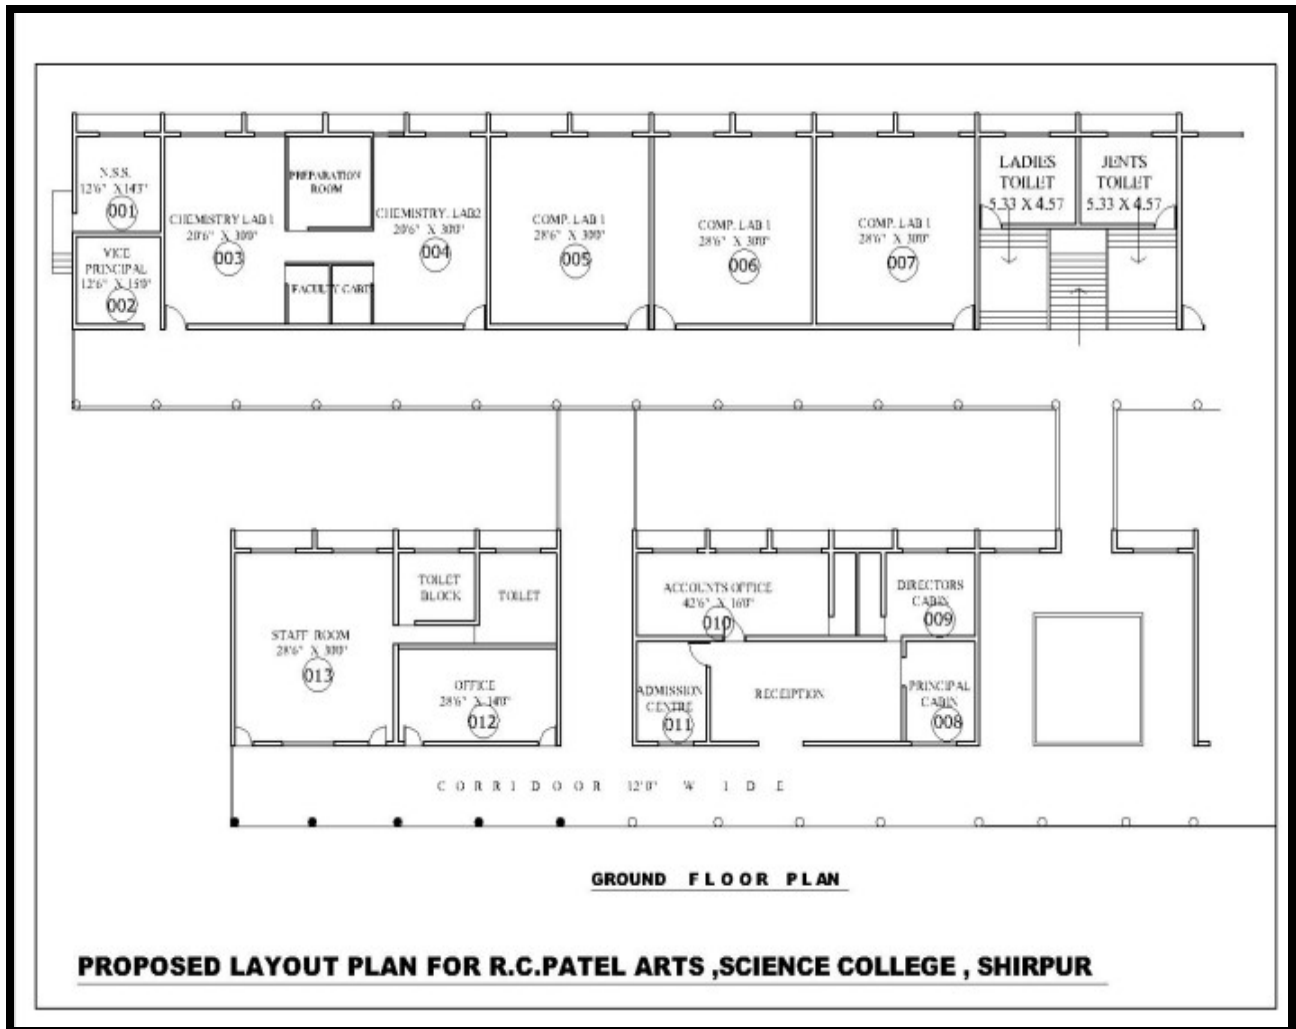 N.S.S.
12'6" X 14'3"
001
VICE
PRINCIPAL
12'6" X 15'0"
002
CHEMISTRY LAB 1
20'6" X 30'0"
003
PREPARATION
ROOM
FACULTY CABIN
CHEMISTRY. LAB2
20'6" X 30'0"
004
COMP. LAB 1
28'6" X 30'0"
005
COMP. LAB 1
28'6" X 30'0"
006
COMP. LAB 1
28'6" X 30'0"
007
LADIES
TOILET
5.33 X 4.57
JENTS
TOILET
5.33 X 4.57
STAFF ROOM
28'6" X 30'0"
013
TOILET
BLOCK
TOILET
OFFICE
28'6" X 14'0"
012
ACCOUNTS OFFICE
42'6" X 16'0"
010
DIRECTORS
CABIN
009
ADMISSION
CENTRE
011
RECEIPTION
PRINCIPAL
CABIN
008
CORRIDOOR 12'0" WIDE
GROUND FLOOR PLAN
PROPOSED LAYOUT PLAN FOR R.C.PATEL ARTS ,SCIENCE COLLEGE , SHIRPUR